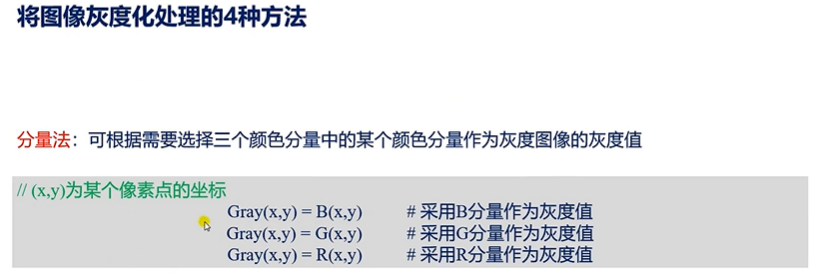 将图像灰度化处理的4种方法
分量法：可根据需要选择三个颜色分量中的某个颜色分量作为灰度图像的灰度值
// (x,y)为某个像素点的坐标
Gray(x,y) = B(x,y) # 采用B分量作为灰度值
Gray(x,y) = G(x,y) # 采用G分量作为灰度值
Gray(x,y) = R(x,y) # 采用R分量作为灰度值